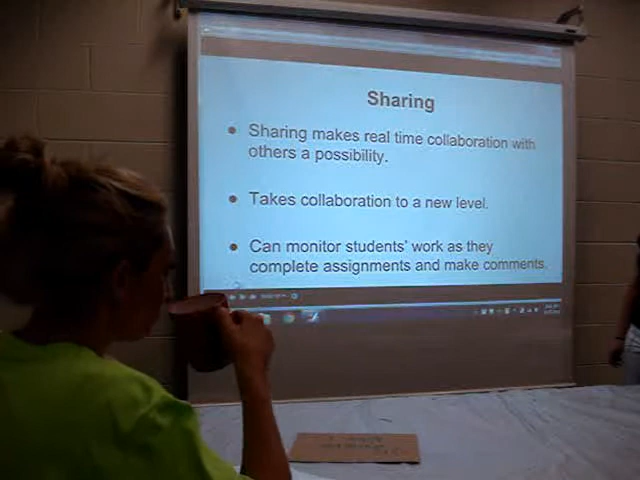 Sharing
• Sharing makes real time collaboration with
others a possibility.
• Takes collaboration to a new level.
• Can monitor students' work as they
complete assignments and make comments.